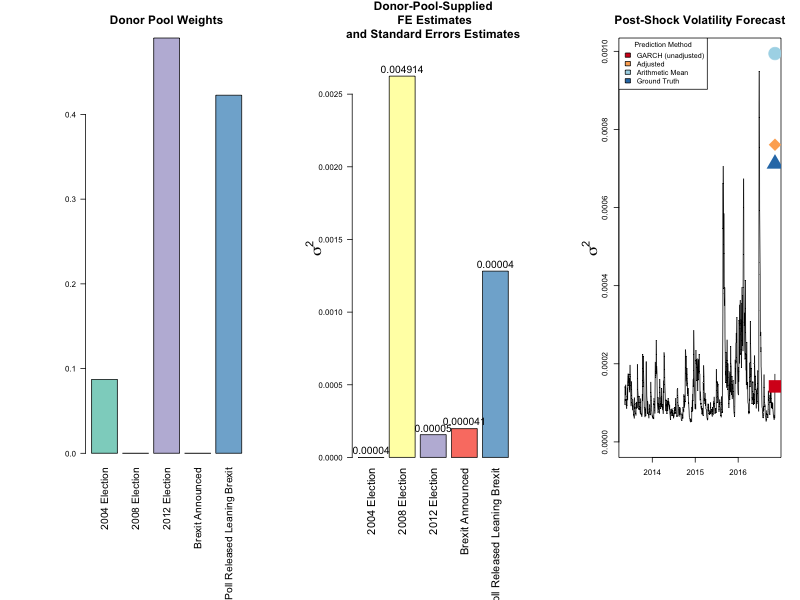 Donor Pool Weights
0.4
0.3
0.2
0.1
0.0
2004 Election
2008 Election
2012 Election
Brexit Announced
Poll Released Leaning Brexit
Donor-Pool-Supplied
FE Estimates
and Standard Errors Estimates
σ2
0.0025
0.0020
0.0015
0.0010
0.0005
0.0000
0.00004
0.004914
0.00005
0.000041
0.00004
2004 Election
2008 Election
2012 Election
Brexit Announced
oll Released Leaning Brexit
Post-Shock Volatility Forecast
σ2
0.0010
0.0008
0.0006
0.0004
0.0002
0.0000
Prediction Method
GARCH (unadjusted)
Adjusted
Arithmetic Mean
Ground Truth
2014
2015
2016